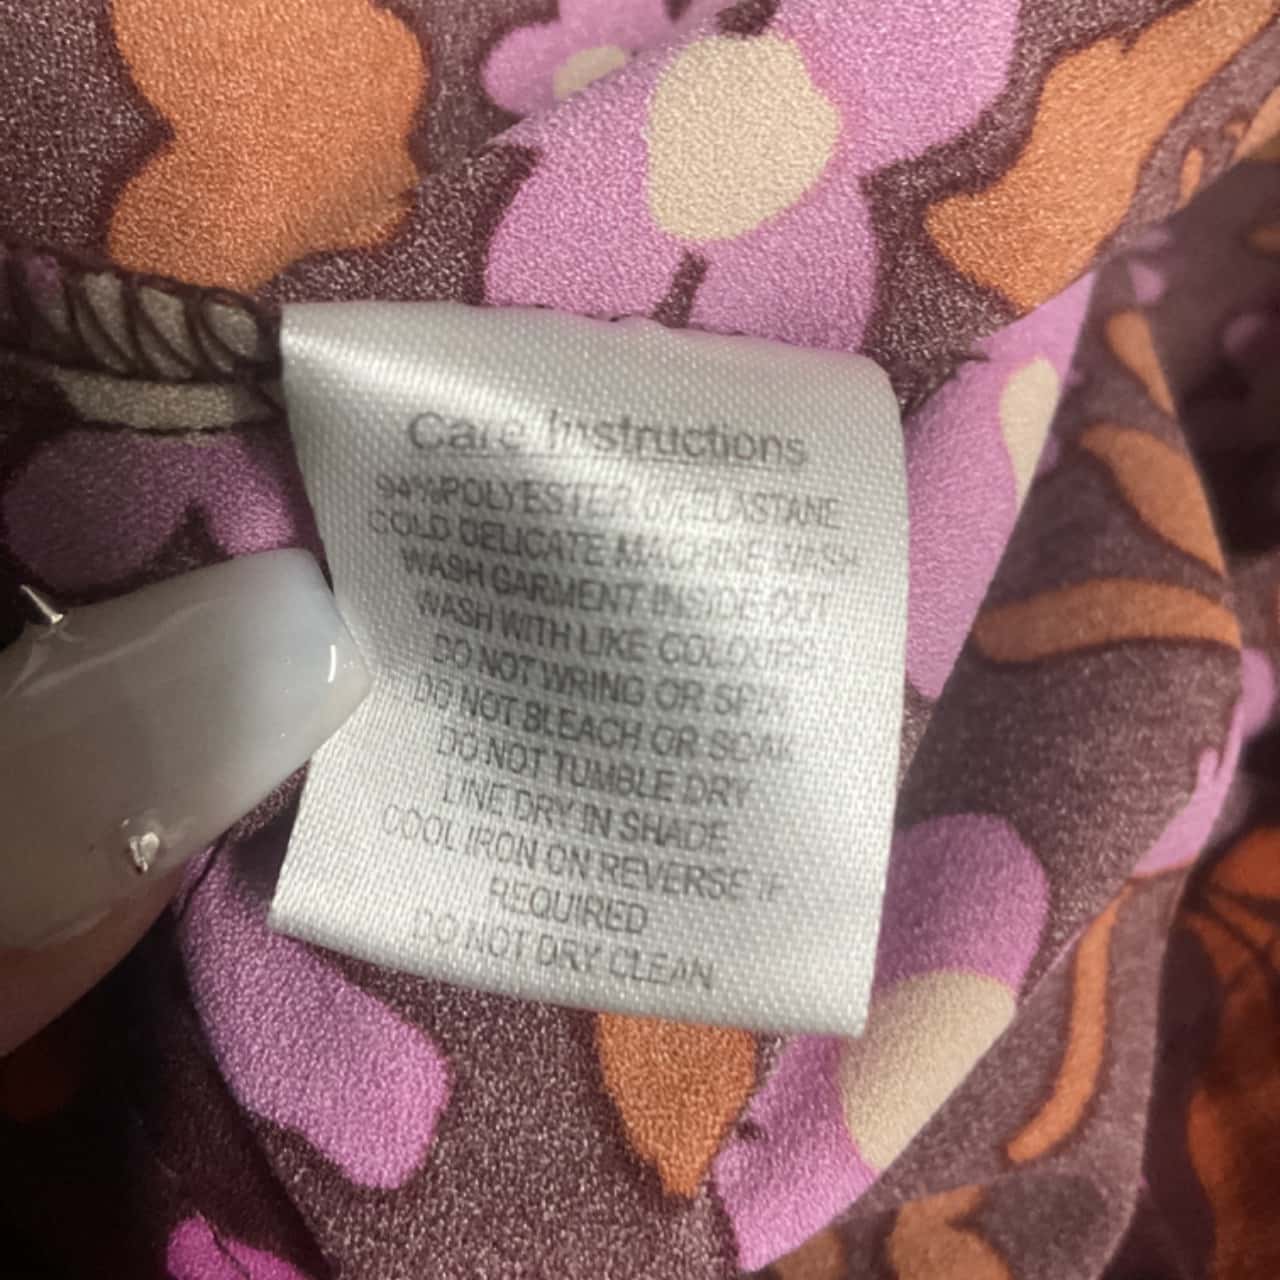 Care Instructions
94%POLYESTER 6%ELASTANE
COLD DELICATE MACHINE WASH
WASH GARMENT INSIDE OUT
WASH WITH LIKE COLOURS
DO NOT WRING OR SPIN
DO NOT BLEACH OR SOAK
DO NOT TUMBLE DRY
LINE DRY IN SHADE
COOL IRON ON REVERSE IF
REQUIRED
DO NOT DRY CLEAN